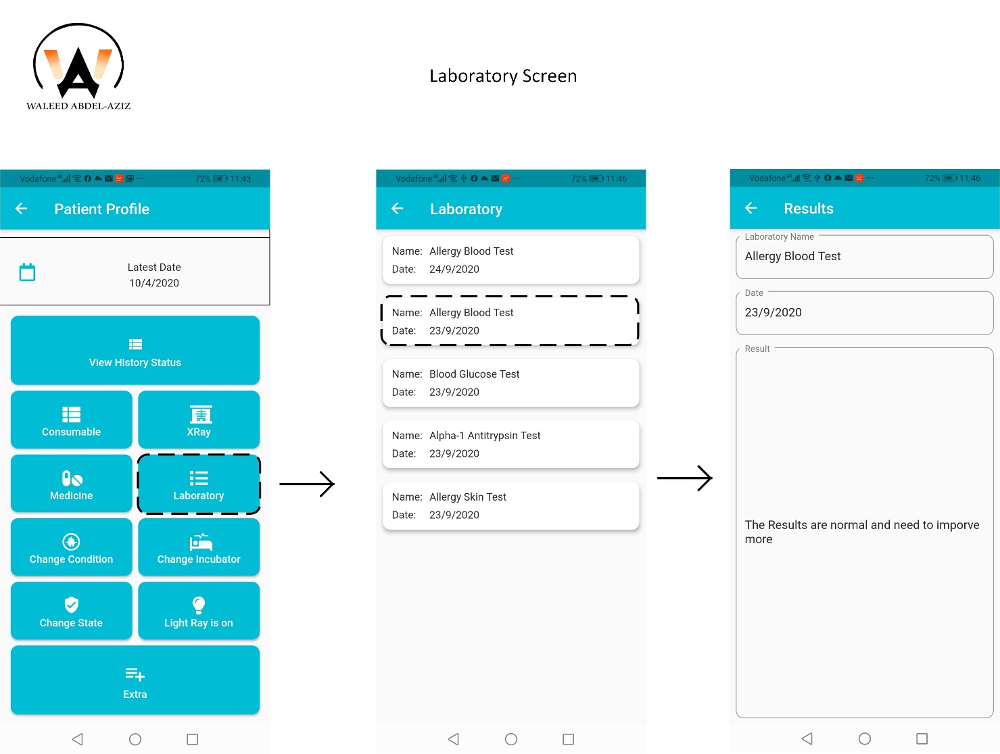 WALEED ABDEL-AZIZ
Laboratory Screen
Vodafone 72% 11:43
Patient Profile
Latest Date
10/4/2020
View History Status
Consumable
XRay
Medicine
Laboratory
Change Condition
Change Incubator
Change State
Light Ray is on
Extra
Vodafone 72% 11:46
Laboratory
Name: Allergy Blood Test
Date: 24/9/2020
Name: Allergy Blood Test
Date: 23/9/2020
Name: Blood Glucose Test
Date: 23/9/2020
Name: Alpha-1 Antitrypsin Test
Date: 23/9/2020
Name: Allergy Skin Test
Date: 23/9/2020
Vodafone 72% 11:46
Results
Laboratory Name
Allergy Blood Test
Date
23/9/2020
Result
The Results are normal and need to imporve
more